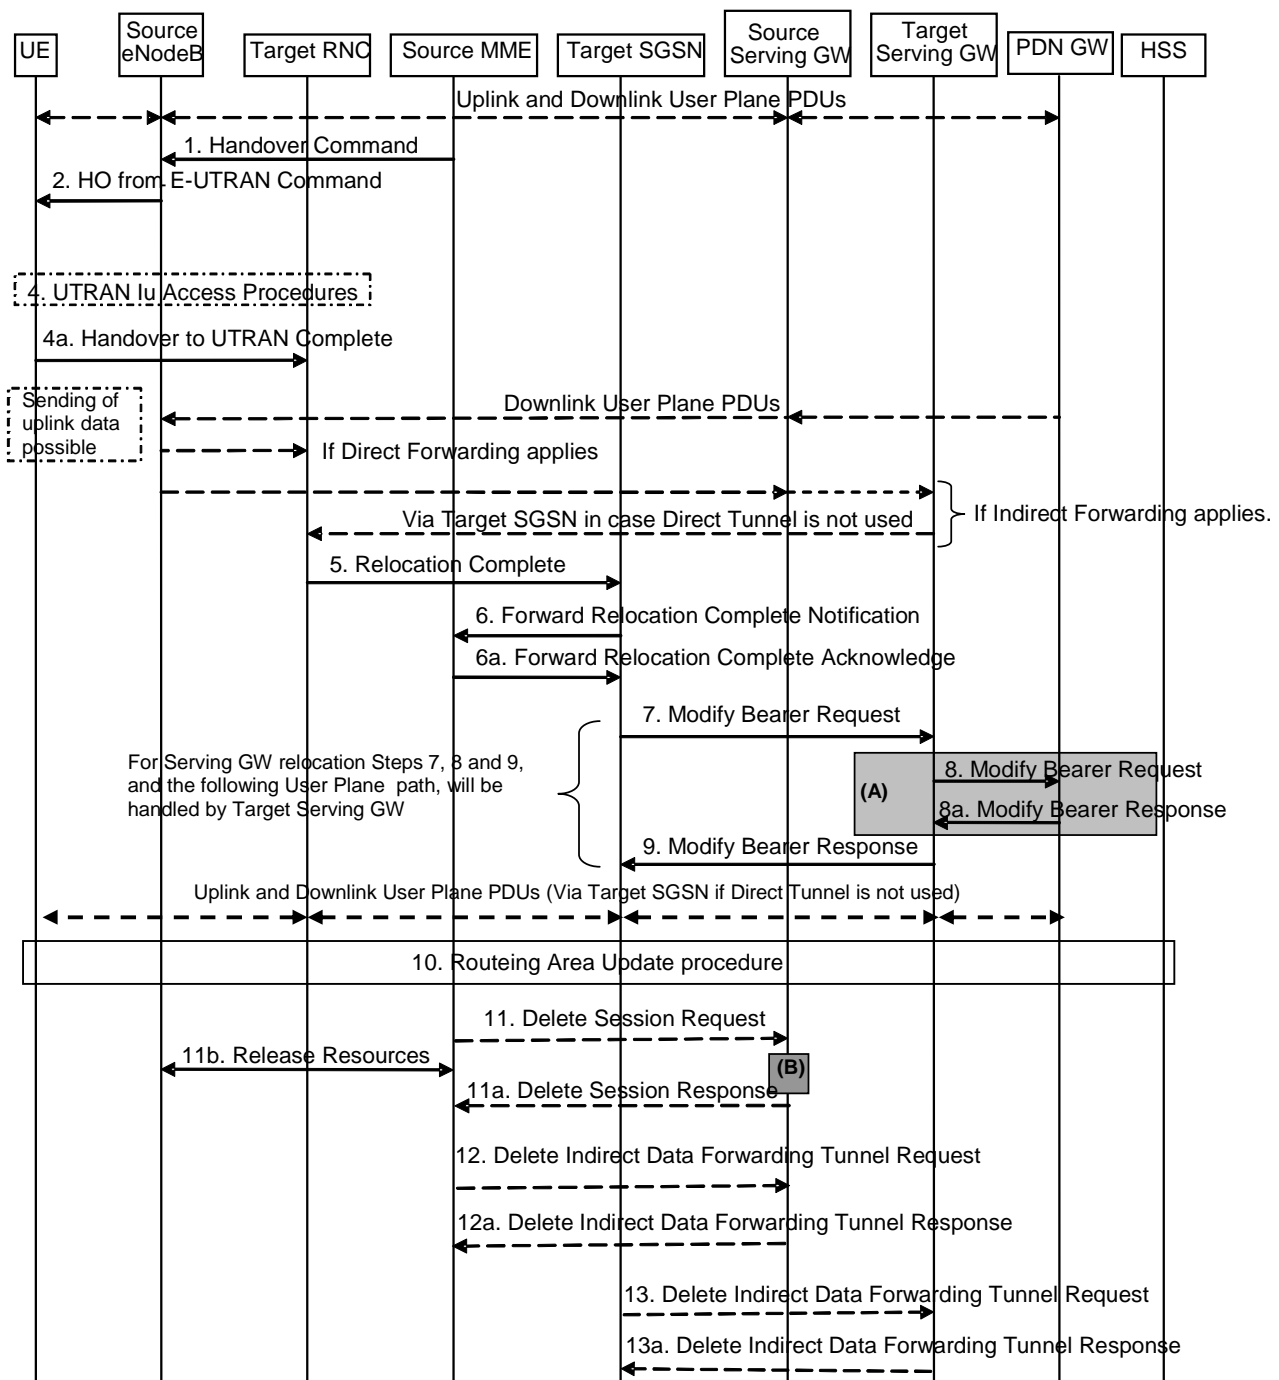 UE
Source
eNodeB
Target RNC
Source MME
Target SGSN
Source
Serving GW
Target
Serving GW
PDN GW
HSS
Uplink and Downlink User Plane PDUs
1. Handover Command
2. HO from E-UTRAN Command
4. UTRAN Iu Access Procedures
4a. Handover to UTRAN Complete
Sending of
uplink data
possible
Downlink User Plane PDUs
If Direct Forwarding applies
Via Target SGSN in case Direct Tunnel is not used
If Indirect Forwarding applies.
5. Relocation Complete
6. Forward Relocation Complete Notification
6a. Forward Relocation Complete Acknowledge
7. Modify Bearer Request
For Serving GW relocation Steps 7, 8 and 9,
and the following User Plane path, will be
handled by Target Serving GW
8. Modify Bearer Request
(A)
8a. Modify Bearer Response
9. Modify Bearer Response
Uplink and Downlink User Plane PDUs (Via Target SGSN if Direct Tunnel is not used)
10. Routeing Area Update procedure
11. Delete Session Request
11b. Release Resources
(B)
11a. Delete Session Response
12. Delete Indirect Data Forwarding Tunnel Request
12a. Delete Indirect Data Forwarding Tunnel Response
13. Delete Indirect Data Forwarding Tunnel Request
13a. Delete Indirect Data Forwarding Tunnel Response